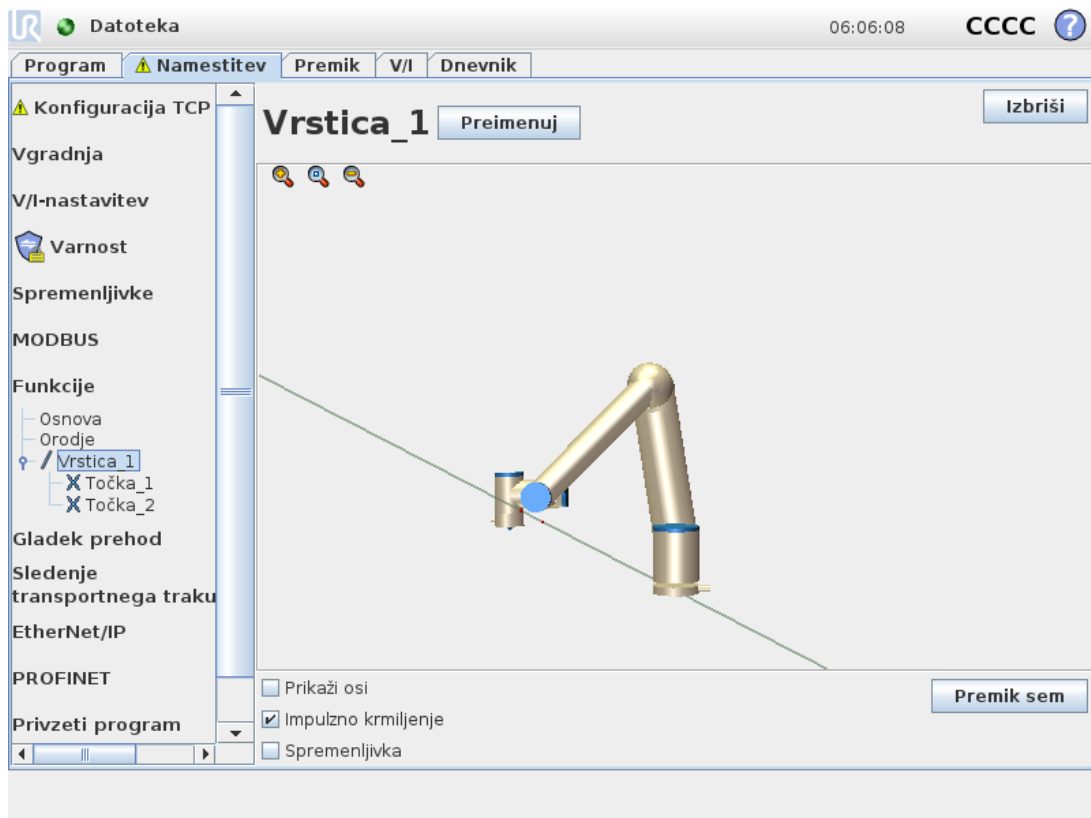 UR
Datoteka
06:06:08
CCCC
?
Program
Namestitev
Premik
V/I
Dnevnik
Konfiguracija TCP
Vgradnja
V/I-nastavitev
Varnost
Spremenljivke
MODBUS
Funkcije
Osnova
Orodje
Vrstica_1
Točka_1
Točka_2
Gladek prehod
Sledenje
transportnega traku
EtherNet/IP
PROFINET
Privzeti program
Vrstica_1
Preimenuj
Izbriši
Prikaži osi
Impulzno krmiljenje
Spremenljivka
Premik sem